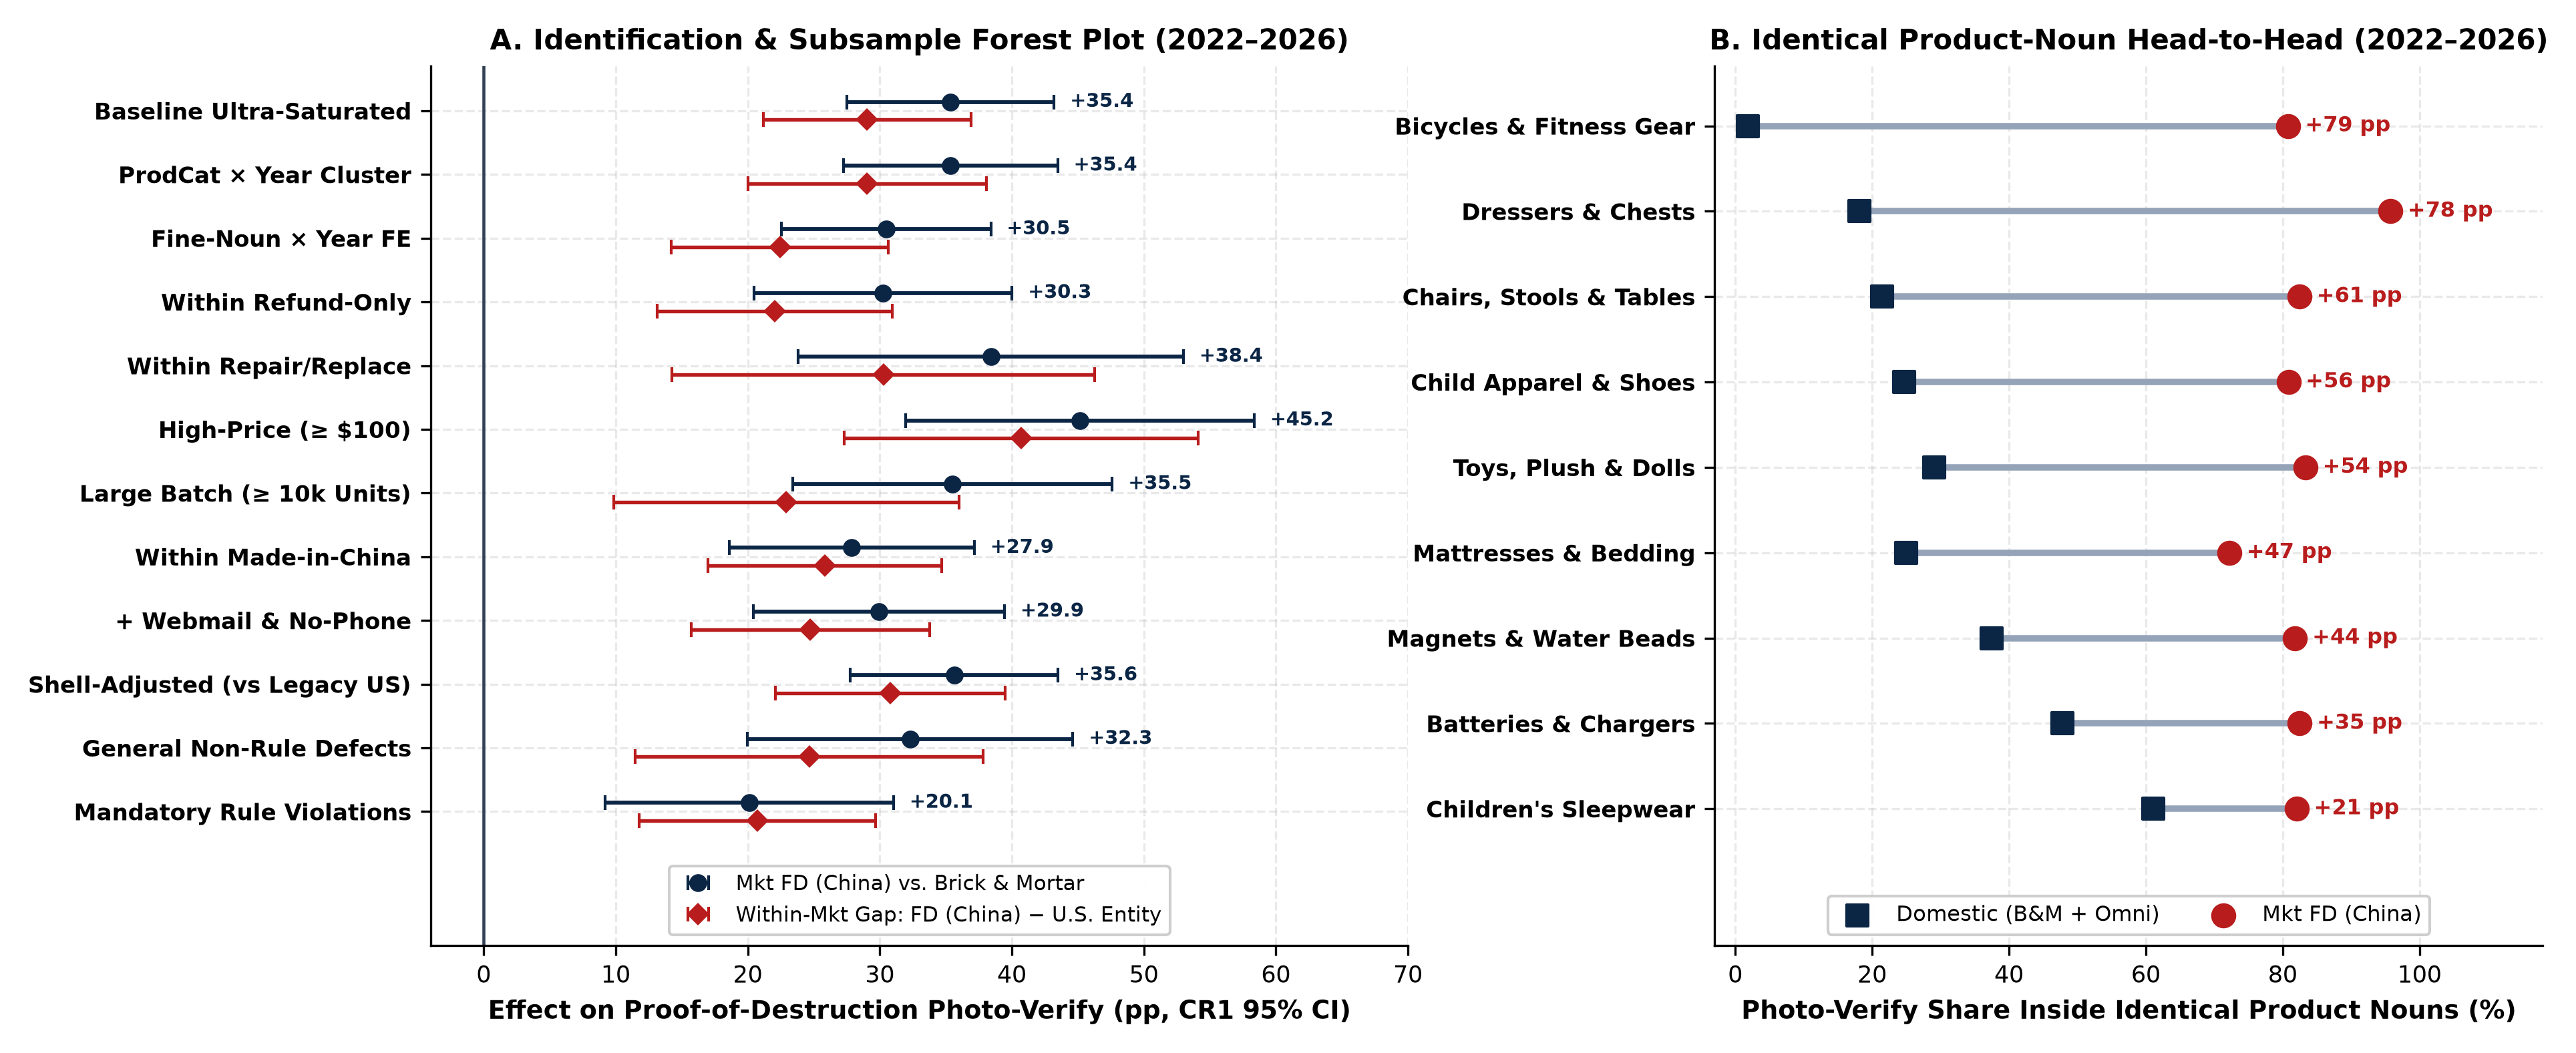 A. Identification & Subsample Forest Plot (2022–2026)
Baseline Ultra-Saturated
+35.4
ProdCat × Year Cluster
+35.4
Fine-Noun × Year FE
+30.5
Within Refund-Only
+30.3
Within Repair/Replace
+38.4
High-Price (≥ $100)
+45.2
Large Batch (≥ 10k Units)
+35.5
Within Made-in-China
+27.9
+ Webmail & No-Phone
+29.9
Shell-Adjusted (vs Legacy US)
+35.6
General Non-Rule Defects
+32.3
Mandatory Rule Violations
+20.1
Mkt FD (China) vs. Brick & Mortar
Within-Mkt Gap: FD (China) − U.S. Entity
0 10 20 30 40 50 60 70
Effect on Proof-of-Destruction Photo-Verify (pp, CR1 95% CI)
B. Identical Product-Noun Head-to-Head (2022–2026)
Bicycles & Fitness Gear
+79 pp
Dressers & Chests
+78 pp
Chairs, Stools & Tables
+61 pp
Child Apparel & Shoes
+56 pp
Toys, Plush & Dolls
+54 pp
Mattresses & Bedding
+47 pp
Magnets & Water Beads
+44 pp
Batteries & Chargers
+35 pp
Children's Sleepwear
+21 pp
Domestic (B&M + Omni)
Mkt FD (China)
0 20 40 60 80 100
Photo-Verify Share Inside Identical Product Nouns (%)